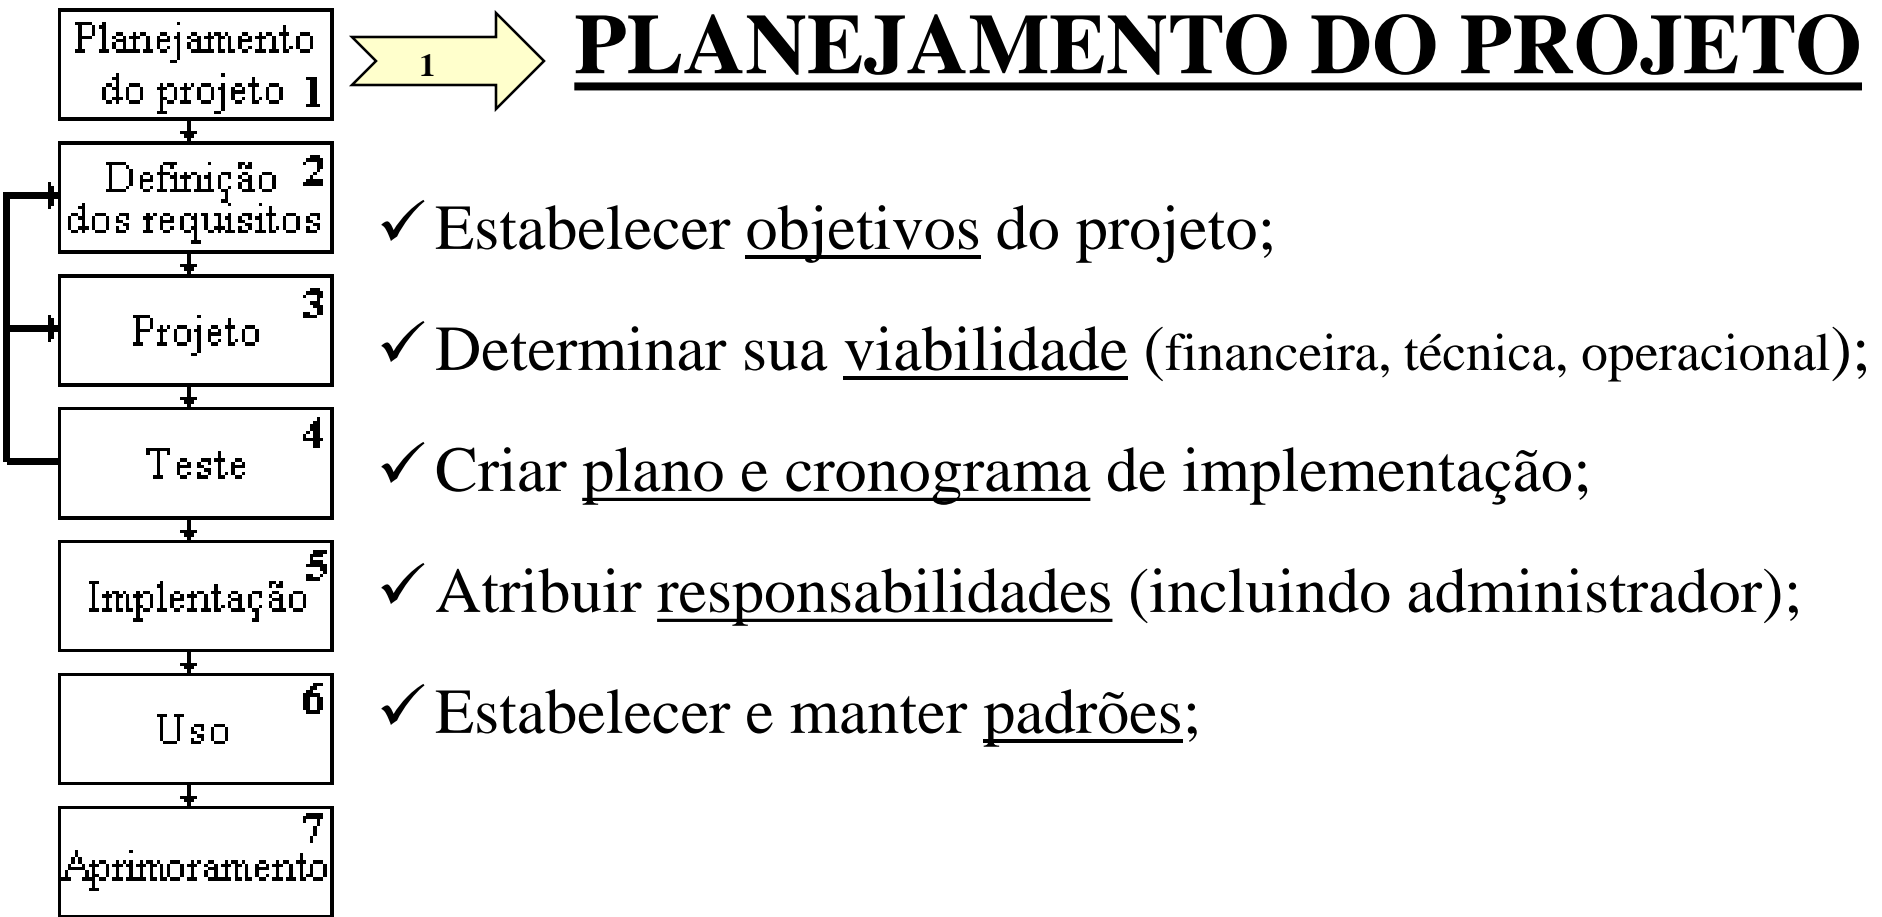 Planejamento
do projeto 1
2
Definição
dos requisitos
3
Projeto
4
Teste
5
Implentação
6
Uso
7
Aprimoramento
1
PLANEJAMENTO DO PROJETO
✓ Estabelecer objetivos do projeto;
✓ Determinar sua viabilidade (financeira, técnica, operacional);
✓ Criar plano e cronograma de implementação;
✓ Atribuir responsabilidades (incluindo administrador);
✓ Estabelecer e manter padrões;